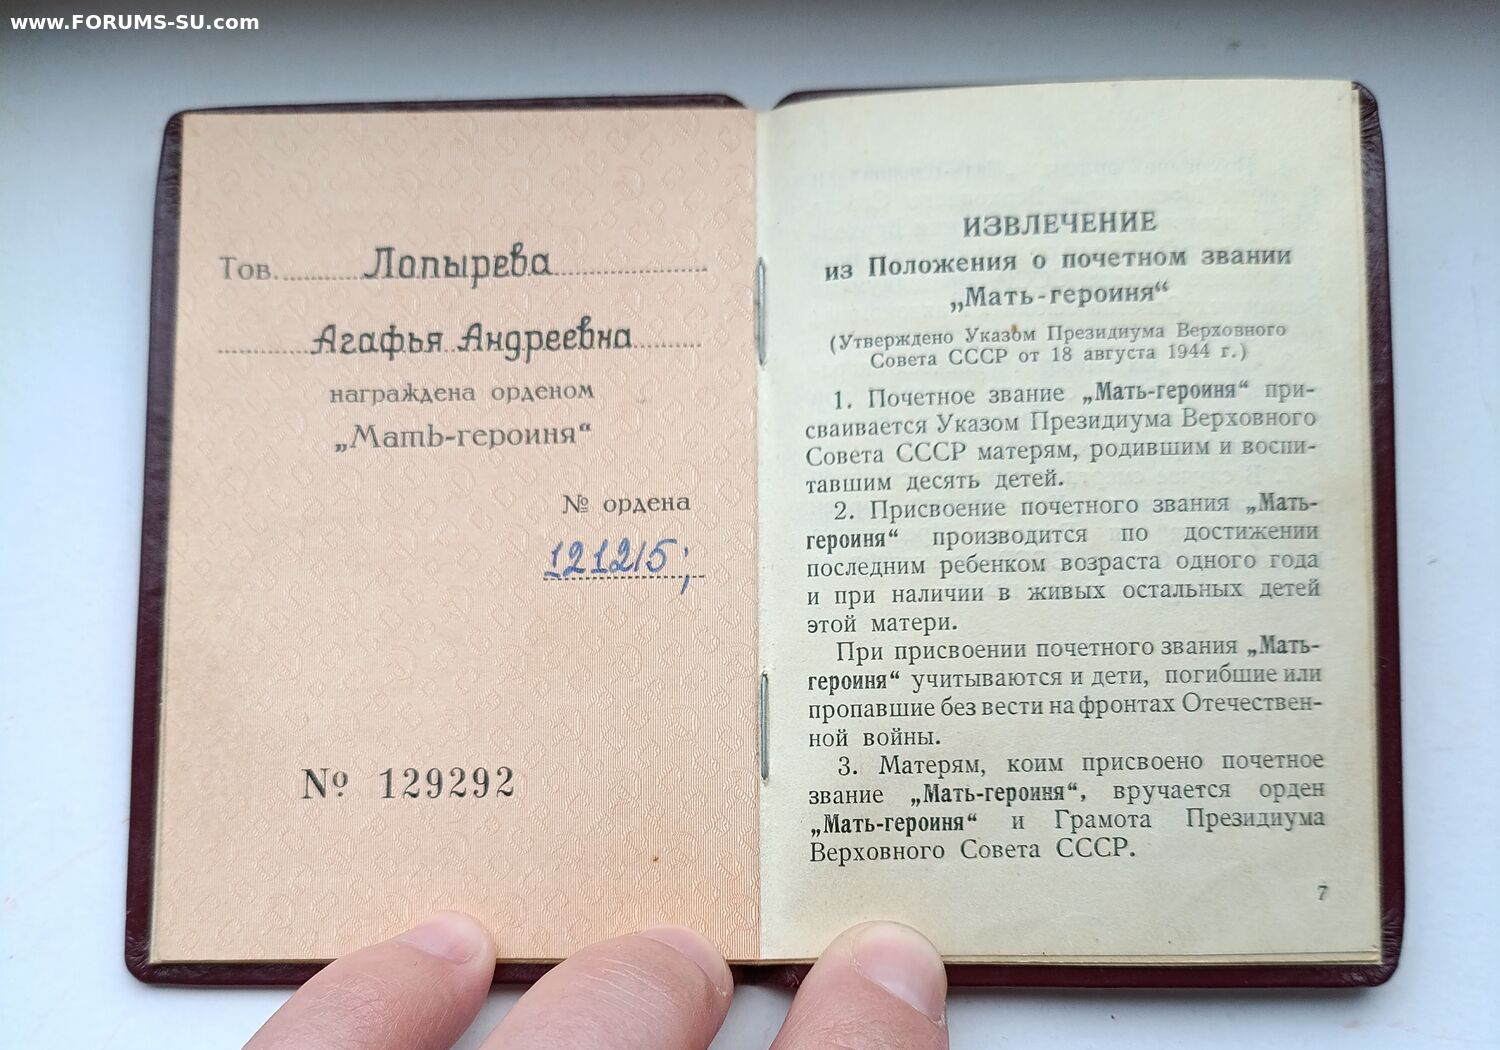 www.FORUMS-SU.com
Тов. Лопырева
Агафья Андреевна
награждена орденом
„Мать-героиня“
№ ордена
121215;
№ 129292
ИЗВЛЕЧЕНИЕ
из Положения о почетном звании
„Мать-героиня“
(Утверждено Указом Президиума Верховного
Совета СССР от 18 августа 1944 г.)
1. Почетное звание „Мать-героиня“ при-
сваивается Указом Президиума Верховного
Совета СССР матерям, родившим и воспи-
тавшим десять детей.
2. Присвоение почетного звания „Мать-
героиня“ производится по достижении
последним ребенком возраста одного года
и при наличии в живых остальных детей
этой матери.
При присвоении почетного звания „Мать-
героиня“ учитываются и дети, погибшие или
пропавшие без вести на фронтах Отечествен-
ной войны.
3. Матерям, коим присвоено почетное
звание „Мать-героиня“, вручается орден
„Мать-героиня“ и Грамота Президиума
Верховного Совета СССР.
7